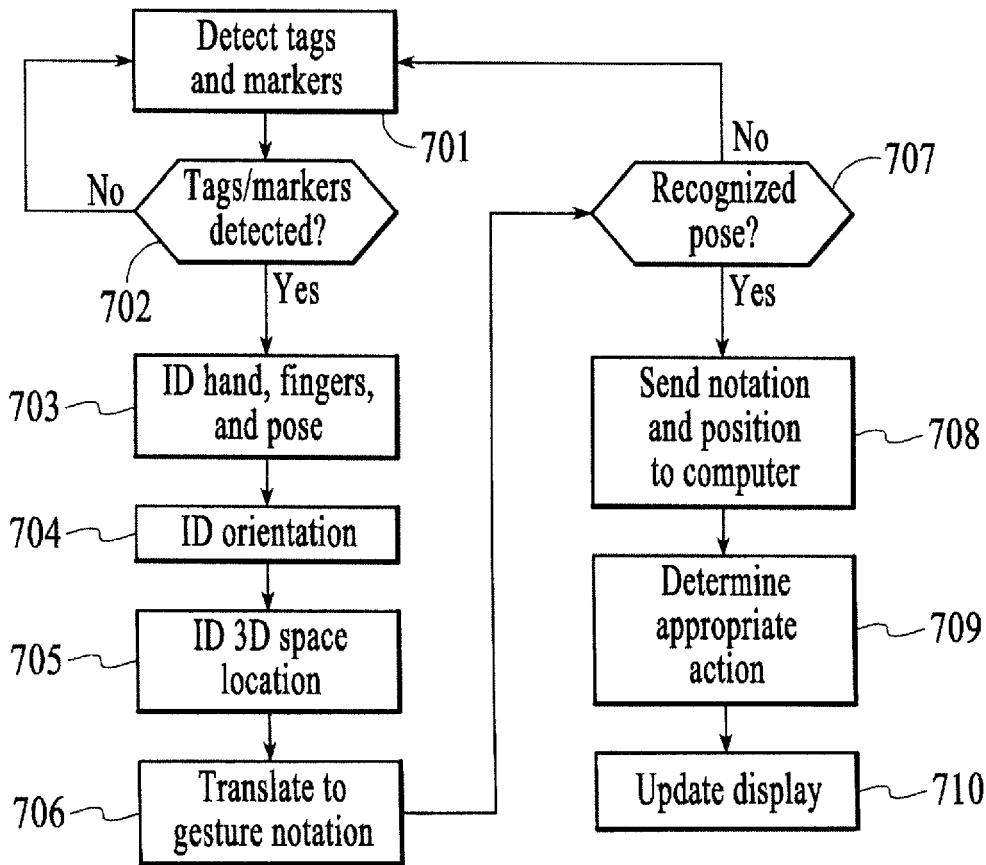 Detect tags
and markers
701
No
Tags/markers
detected?
702
Yes
703
ID hand, fingers,
and pose
704
ID orientation
705
ID 3D space
location
706
Translate to
gesture notation
No
707
Recognized
pose?
Yes
Send notation
and position
to computer
708
Determine
appropriate
action
709
Update display
710